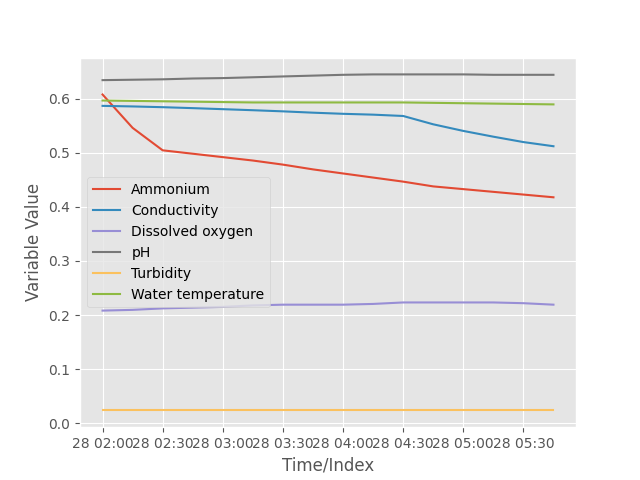 Variable Value
0.6
0.5
0.4
0.3
0.2
0.1
0.0
Ammonium
Conductivity
Dissolved oxygen
pH
Turbidity
Water temperature
28 02:00 28 02:30 28 03:00 28 03:30 28 04:00 28 04:30 28 05:00 28 05:30
Time/Index